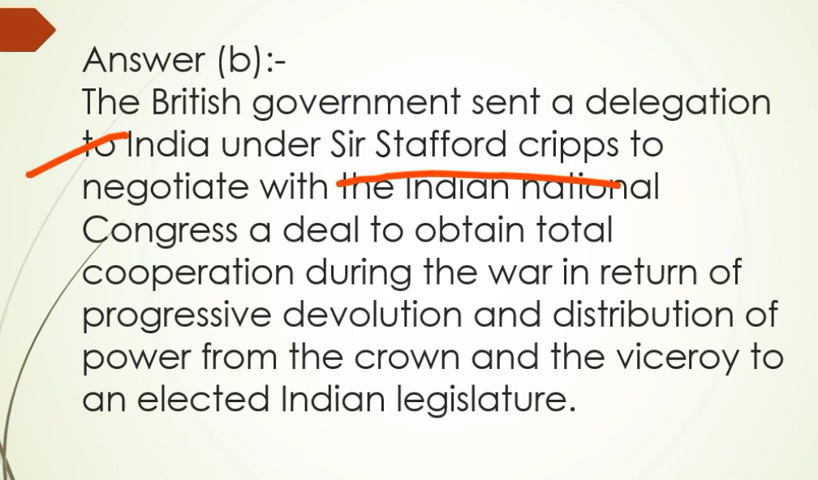 Answer (b):-
The British government sent a delegation
to India under Sir Stafford cripps to
negotiate with the Indian national
Congress a deal to obtain total
cooperation during the war in return of
progressive devolution and distribution of
power from the crown and the viceroy to
an elected Indian legislature.